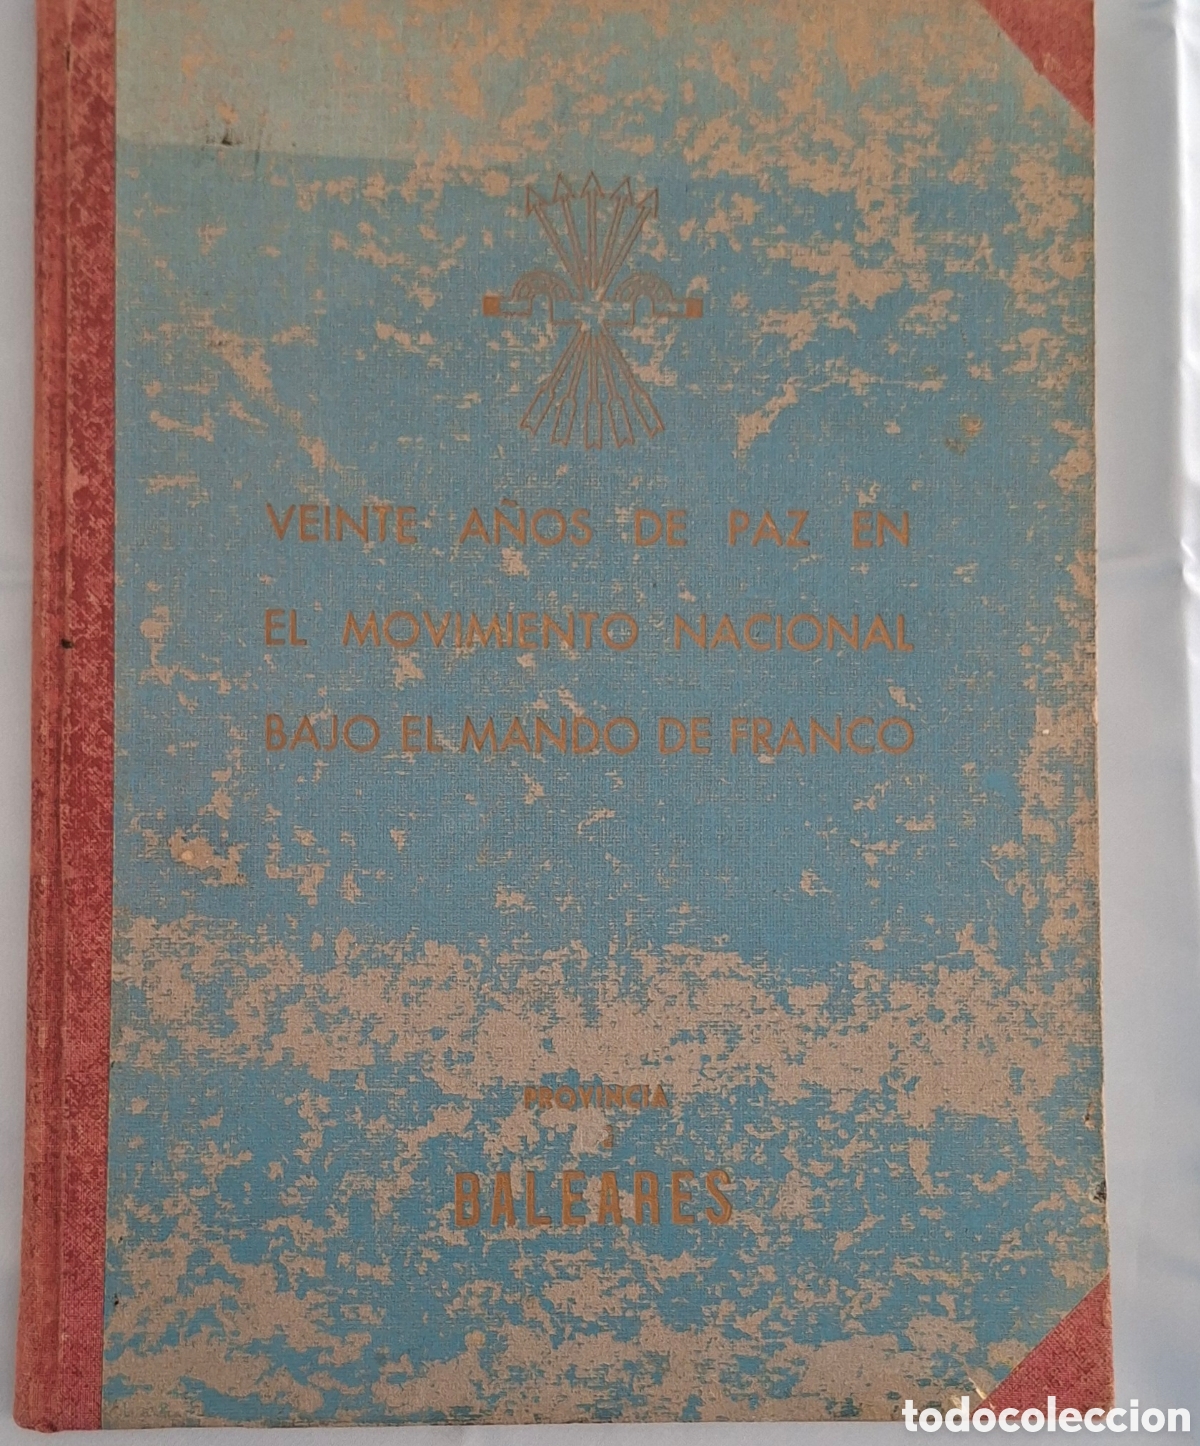 VEINTE AÑOS DE PAZ EN
EL MOVIMIENTO NACIONAL
BAJO EL MANDO DE FRANCO
PROVINCIA
BALEARES
todocoleccion